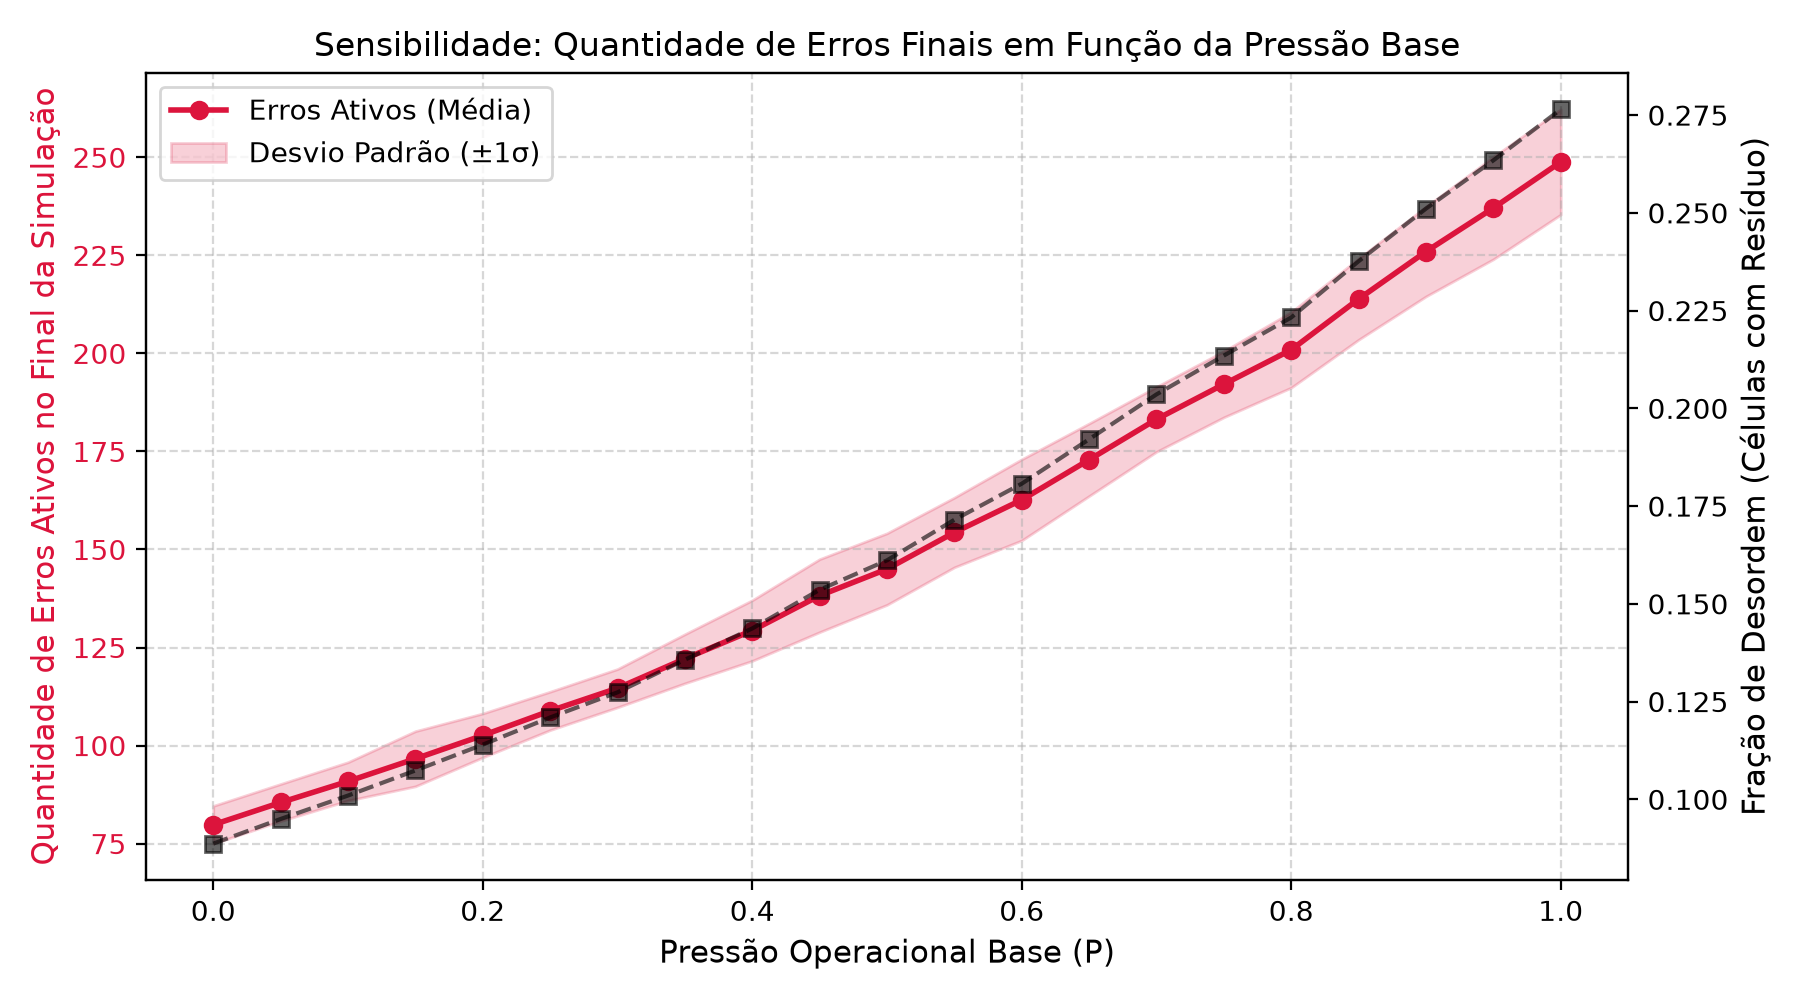 Sensibilidade: Quantidade de Erros Finais em Função da Pressão Base
Erros Ativos (Média)
Desvio Padrão (±1σ)
Quantidade de Erros Ativos no Final da Simulação
250
225
200
175
150
125
100
75
0.275
0.250
0.225
0.200
0.175
0.150
0.125
0.100
Fração de Desordem (Células com Resíduo)
0.0 0.2 0.4 0.6 0.8 1.0
Pressão Operacional Base (P)